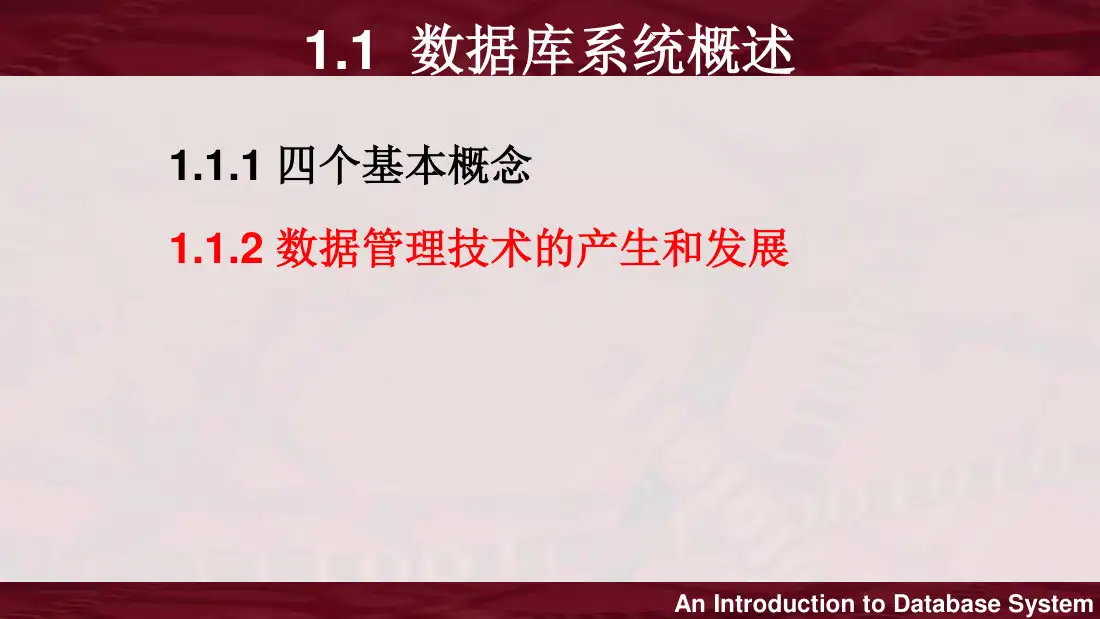 1.1 数据库系统概述
1.1.1 四个基本概念
1.1.2 数据管理技术的产生和发展
An Introduction to Database System